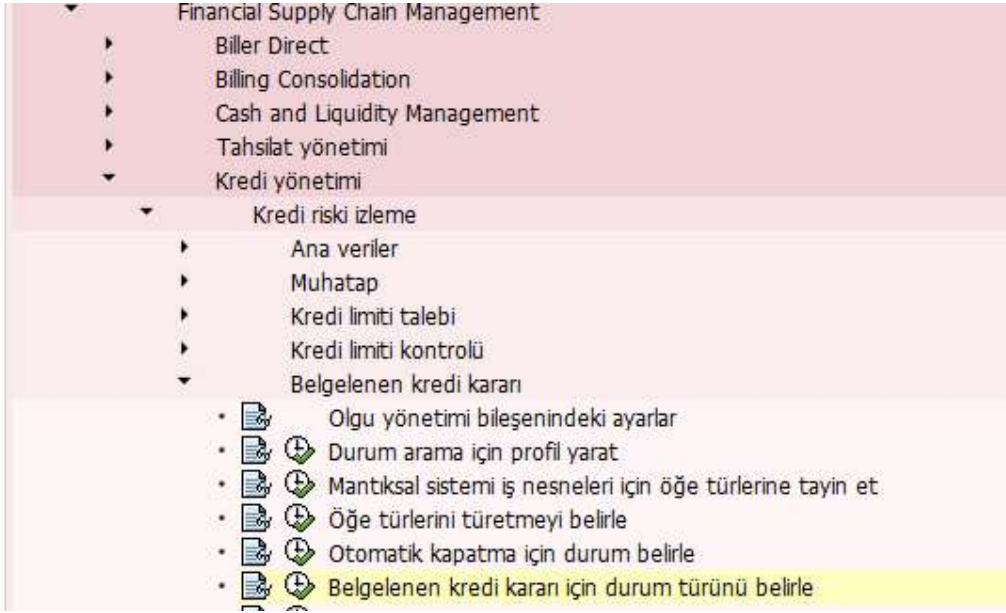 Financial Supply Chain Management
Biller Direct
Billing Consolidation
Cash and Liquidity Management
Tahsilat yönetimi
Kredi yönetimi
Kredi riski izleme
Ana veriler
Muhatap
Kredi limiti talebi
Kredi limiti kontrolü
Belgelenen kredi kararı
Olgu yönetimi bileşenindeki ayarlar
Durum arama için profil yarat
Mantıksal sistemi iş nesneleri için öğe türlerine tayin et
Öğe türlerini türetmeyi belirle
Otomatik kapatma için durum belirle
Belgelenen kredi kararı için durum türünü belirle